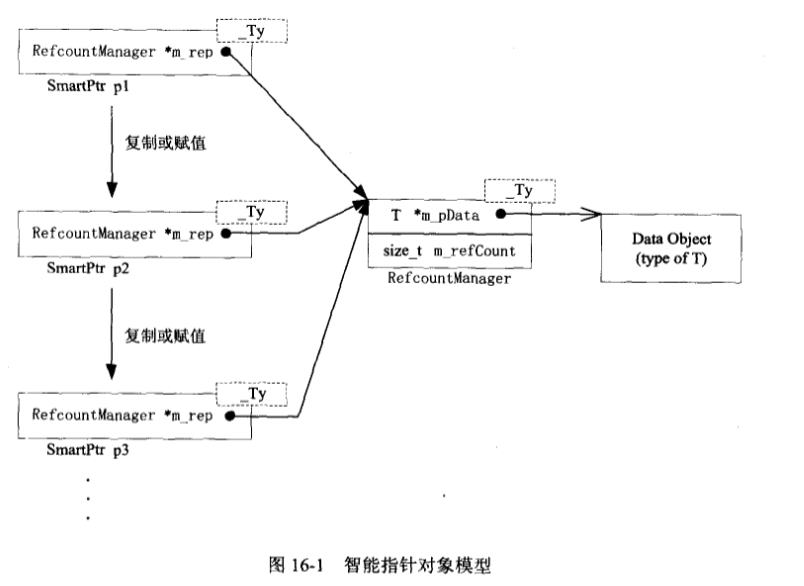 _Ty
RefcountManager *m_rep
SmartPtr p1
复制或赋值
_Ty
RefcountManager *m_rep
SmartPtr p2
_Ty
T *m_pData
size_t m_refCount
RefcountManager
Data Object
(type of T)
复制或赋值
_Ty
RefcountManager *m_rep
SmartPtr p3
图 16-1 智能指针对象模型